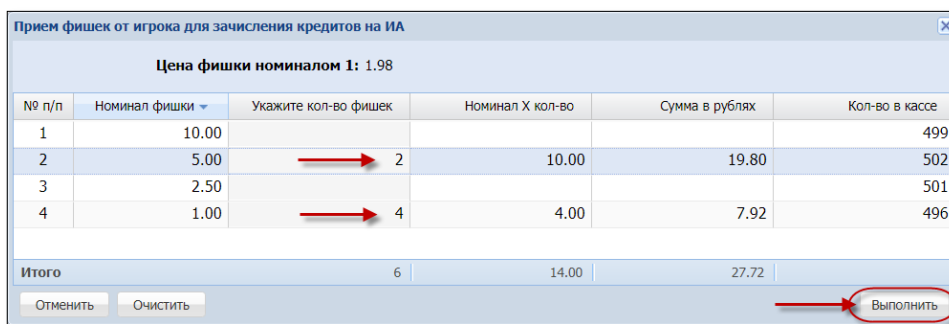 Прием фишек от игрока для зачисления кредитов на ИА
Цена фишки номиналом 1: 1.98
№ п/п Номинал фишки Укажите кол-во фишек Номинал X кол-во Сумма в рублях Кол-во в кассе
1 10.00 499
2 5.00 2 10.00 19.80 502
3 2.50 501
4 1.00 4 4.00 7.92 496
Итого 6 14.00 27.72
Отменить Очистить Выполнить